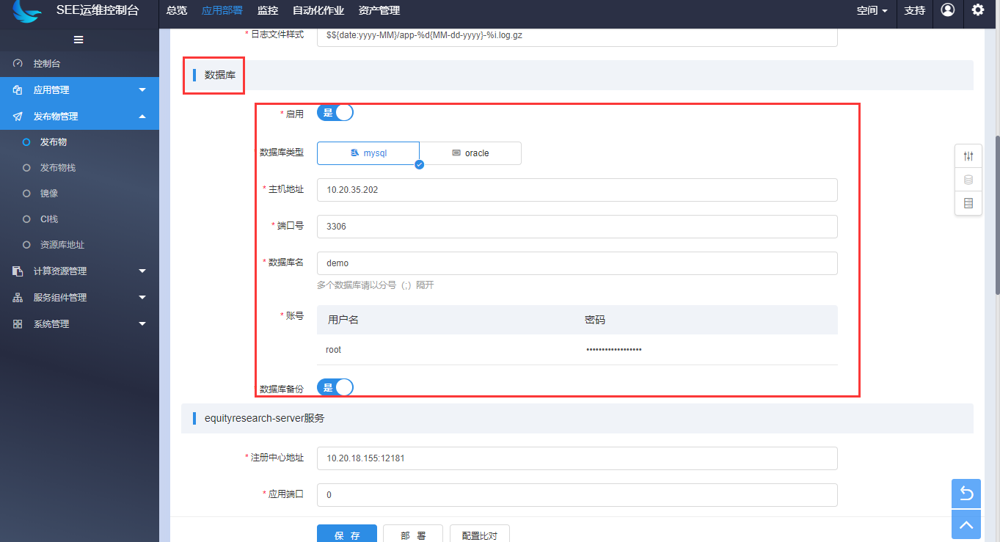 SEE运维控制台
总览 应用部署 监控 自动化作业 资产管理
空间 支持
控制台
应用管理
发布物管理
发布物
发布物栈
镜像
CI栈
资源库地址
计算资源管理
服务组件管理
系统管理
* 日志文件样式 $${date:yyyy-MM}/app-%d{MM-dd-yyyy}-%i.log.gz
数据库
* 启用 是
* 数据库类型 mysql oracle
* 主机地址 10.20.35.202
* 端口号 3306
* 数据库名 demo
多个数据库请以分号（;）隔开
* 账号 用户名 密码
root ••••••••••••••••••
* 数据库备份 是
equityresearch-server服务
* 注册中心地址 10.20.18.155:12181
* 应用端口 0
保 存 部 署 配置比对